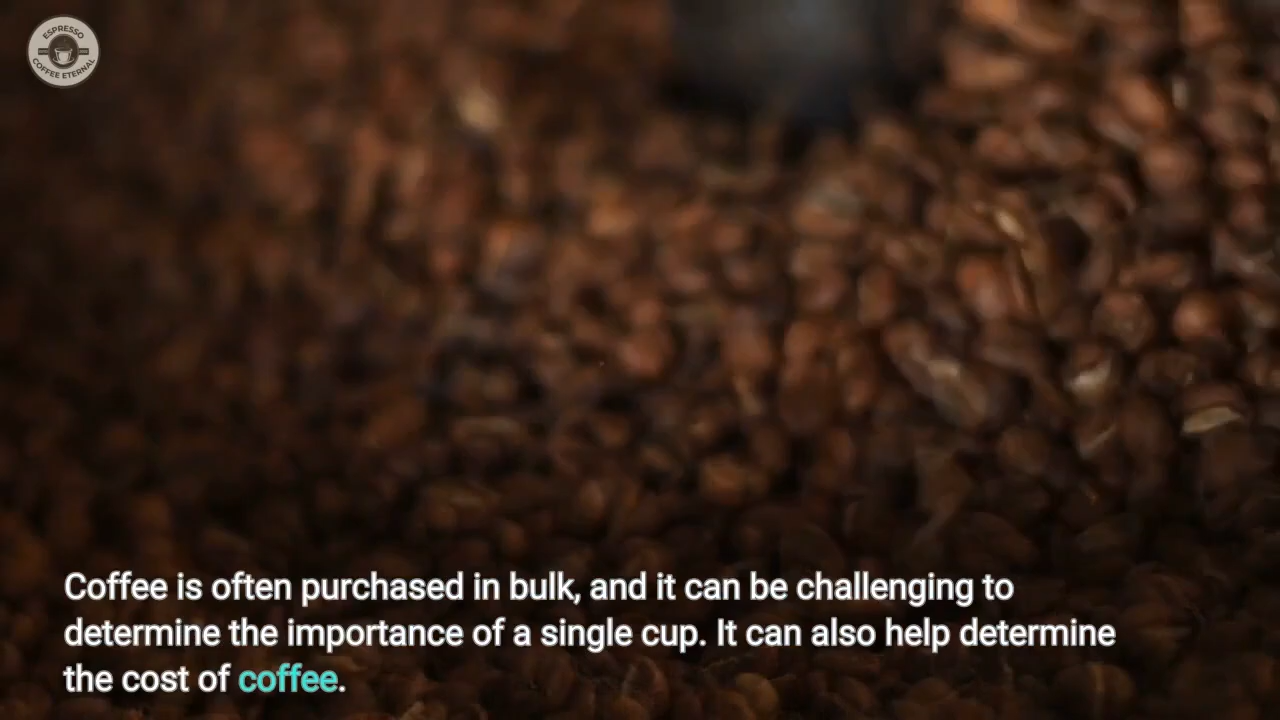 ESPRESSO
COFFEE ETERNAL
Coffee is often purchased in bulk, and it can be challenging to
determine the importance of a single cup. It can also help determine
the cost of coffee.